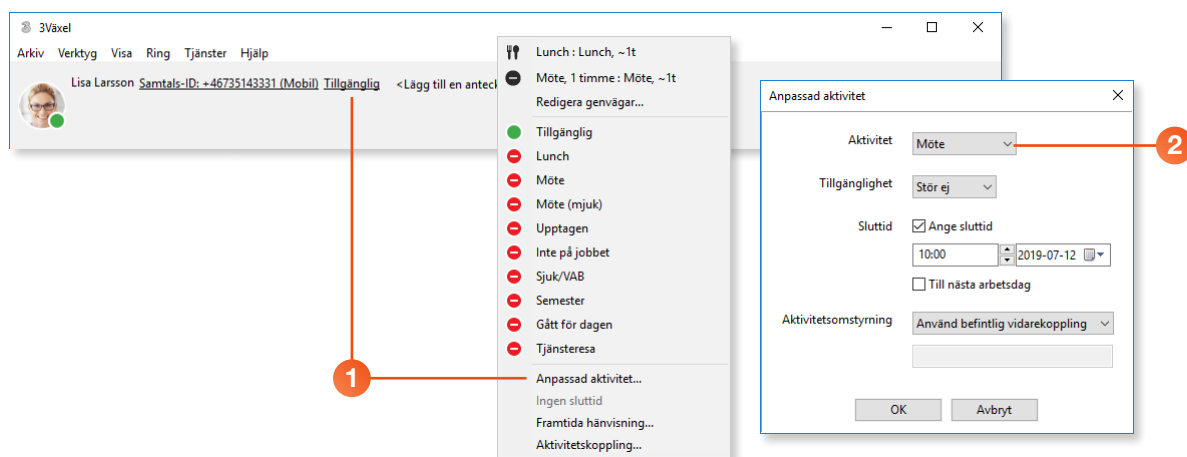 3Växel
Arkiv Verktyg Visa Ring Tjänster Hjälp
Lisa Larsson Samtals-ID: +46735143331 (Mobil) Tillgänglig <Lägg till en anteck
Lunch : Lunch, ~1t
Möte, 1 timme : Möte, ~1t
Redigera genvägar...
Tillgänglig
Lunch
Möte
Möte (mjuk)
Upptagen
Inte på jobbet
Sjuk/VAB
Semester
Gått för dagen
Tjänsteresa
1
Anpassad aktivitet...
Ingen sluttid
Framtida hänvisning...
Aktivitetskoppling...
Anpassad aktivitet
Aktivitet Möte
2
Tillgänglighet Stör ej
Sluttid Ange sluttid
10:00 2019-07-12
Till nästa arbetsdag
Aktivitetsomstyrning Använd befintlig vidarekoppling
OK Avbryt